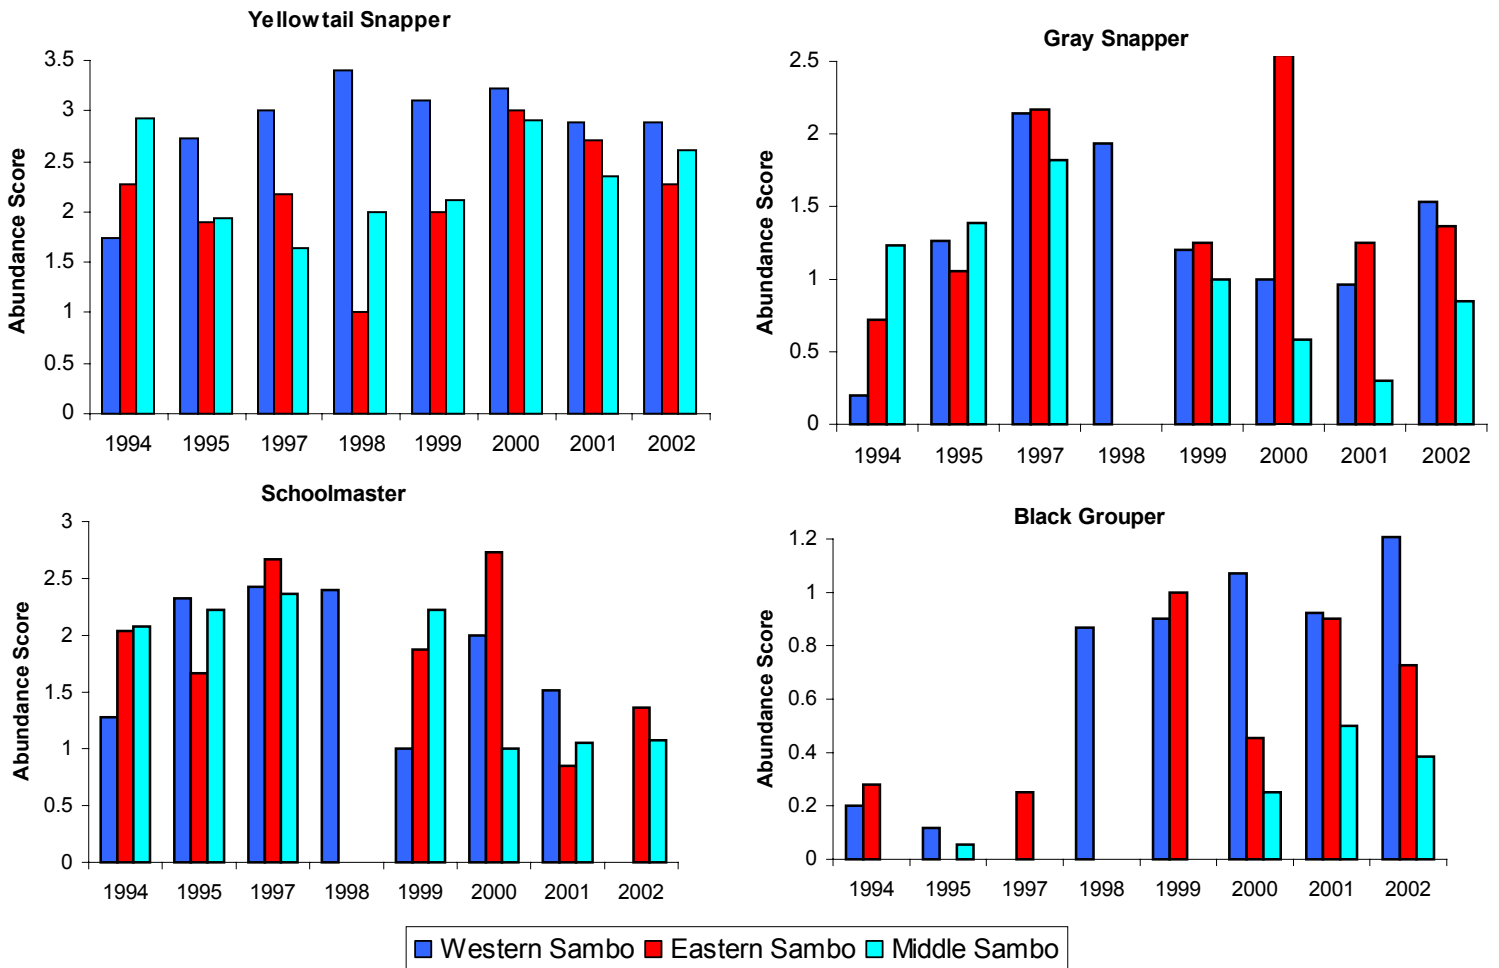 Yellowtail Snapper
Abundance Score
3.5
3
2.5
2
1.5
1
0.5
0
1994 1995 1997 1998 1999 2000 2001 2002
Gray Snapper
Abundance Score
2.5
2
1.5
1
0.5
0
1994 1995 1997 1998 1999 2000 2001 2002
Schoolmaster
Abundance Score
3
2.5
2
1.5
1
0.5
0
1994 1995 1997 1998 1999 2000 2001 2002
Black Grouper
Abundance Score
1.2
1
0.8
0.6
0.4
0.2
0
1994 1995 1997 1998 1999 2000 2001 2002
Western Sambo Eastern Sambo Middle Sambo